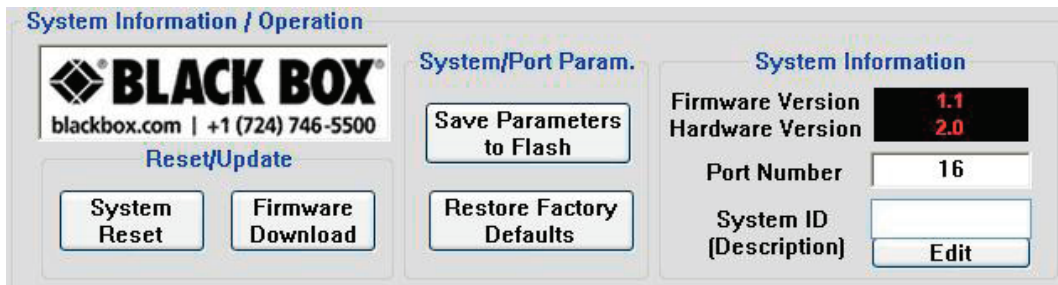 System Information / Operation
BLACK BOX®
blackbox.com | +1 (724) 746-5500
Reset/Update
System
Reset
Firmware
Download
System/Port Param.
Save Parameters
to Flash
Restore Factory
Defaults
System Information
Firmware Version 1.1
Hardware Version 2.0
Port Number 16
System ID
(Description)
Edit